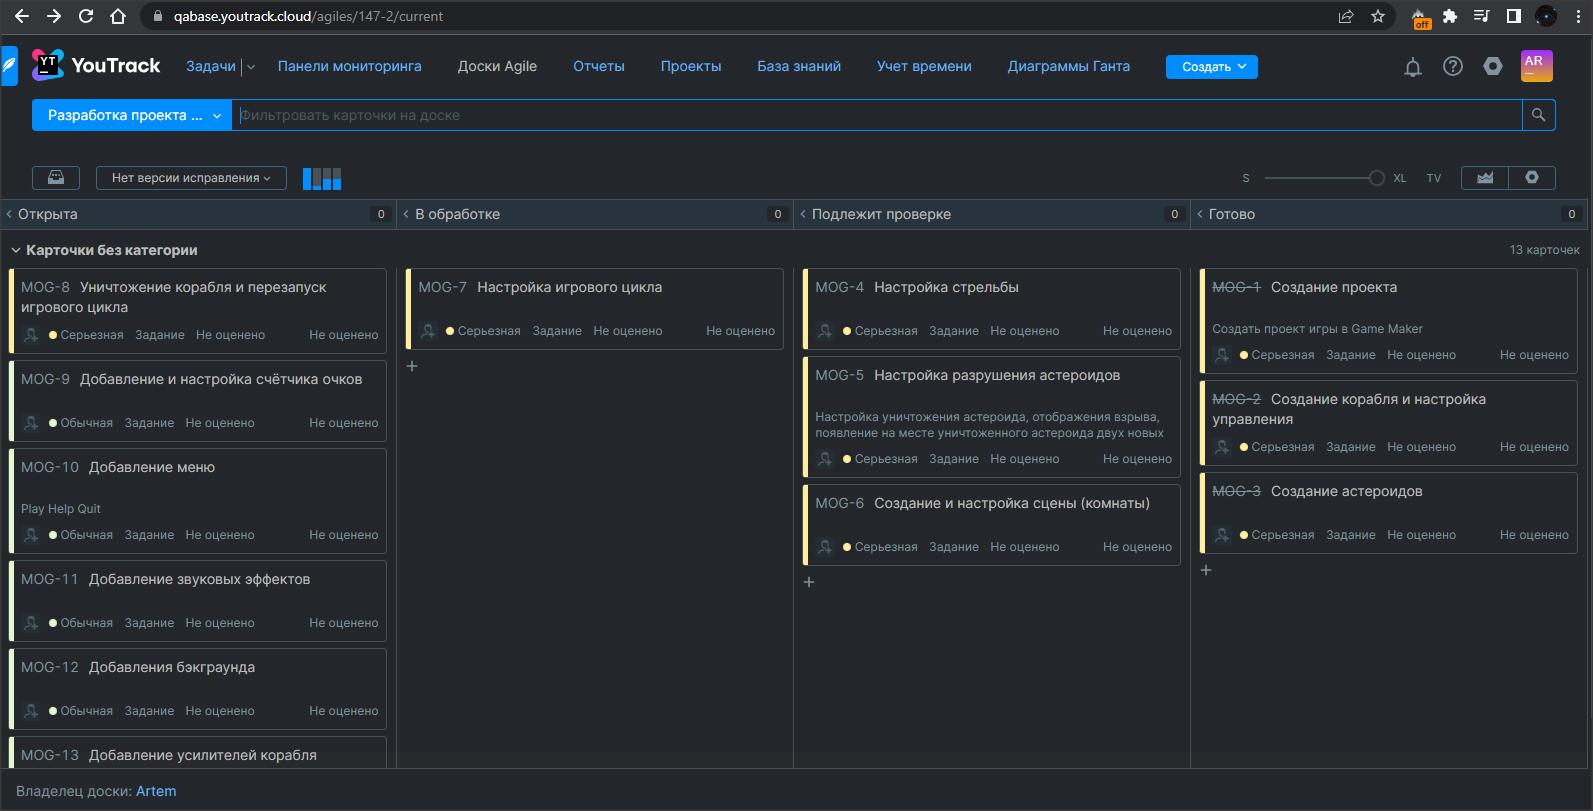 qabase.youtrack.cloud/agiles/147-2/current
off
YT YouTrack
Задачи Панели мониторинга Доски Agile Отчеты Проекты База знаний Учет времени Диаграммы Ганта Создать
AR
Разработка проекта ... Фильтровать карточки на доске
Нет версии исправления S XL TV
Открыта 0 В обработке 0 Подлежит проверке 0 Готово 0
Карточки без категории 13 карточек
MOG-8 Уничтожение корабля и перезапуск
игрового цикла
Серьезная Задание Не оценено Не оценено
MOG-9 Добавление и настройка счётчика очков
Обычная Задание Не оценено Не оценено
MOG-10 Добавление меню
Play Help Quit
Обычная Задание Не оценено Не оценено
MOG-11 Добавление звуковых эффектов
Обычная Задание Не оценено Не оценено
MOG-12 Добавления бэкграунда
Обычная Задание Не оценено Не оценено
MOG-13 Добавление усилителей корабля
MOG-7 Настройка игрового цикла
Серьезная Задание Не оценено Не оценено
MOG-4 Настройка стрельбы
Серьезная Задание Не оценено Не оценено
MOG-5 Настройка разрушения астероидов
Настройка уничтожения астероида, отображения взрыва,
появление на месте уничтоженного астероида двух новых
Серьезная Задание Не оценено Не оценено
MOG-6 Создание и настройка сцены (комнаты)
Серьезная Задание Не оценено Не оценено
MOG-1 Создание проекта
Создать проект игры в Game Maker
Серьезная Задание Не оценено Не оценено
MOG-2 Создание корабля и настройка
управления
Серьезная Задание Не оценено Не оценено
MOG-3 Создание астероидов
Серьезная Задание Не оценено Не оценено
Владелец доски: Artem